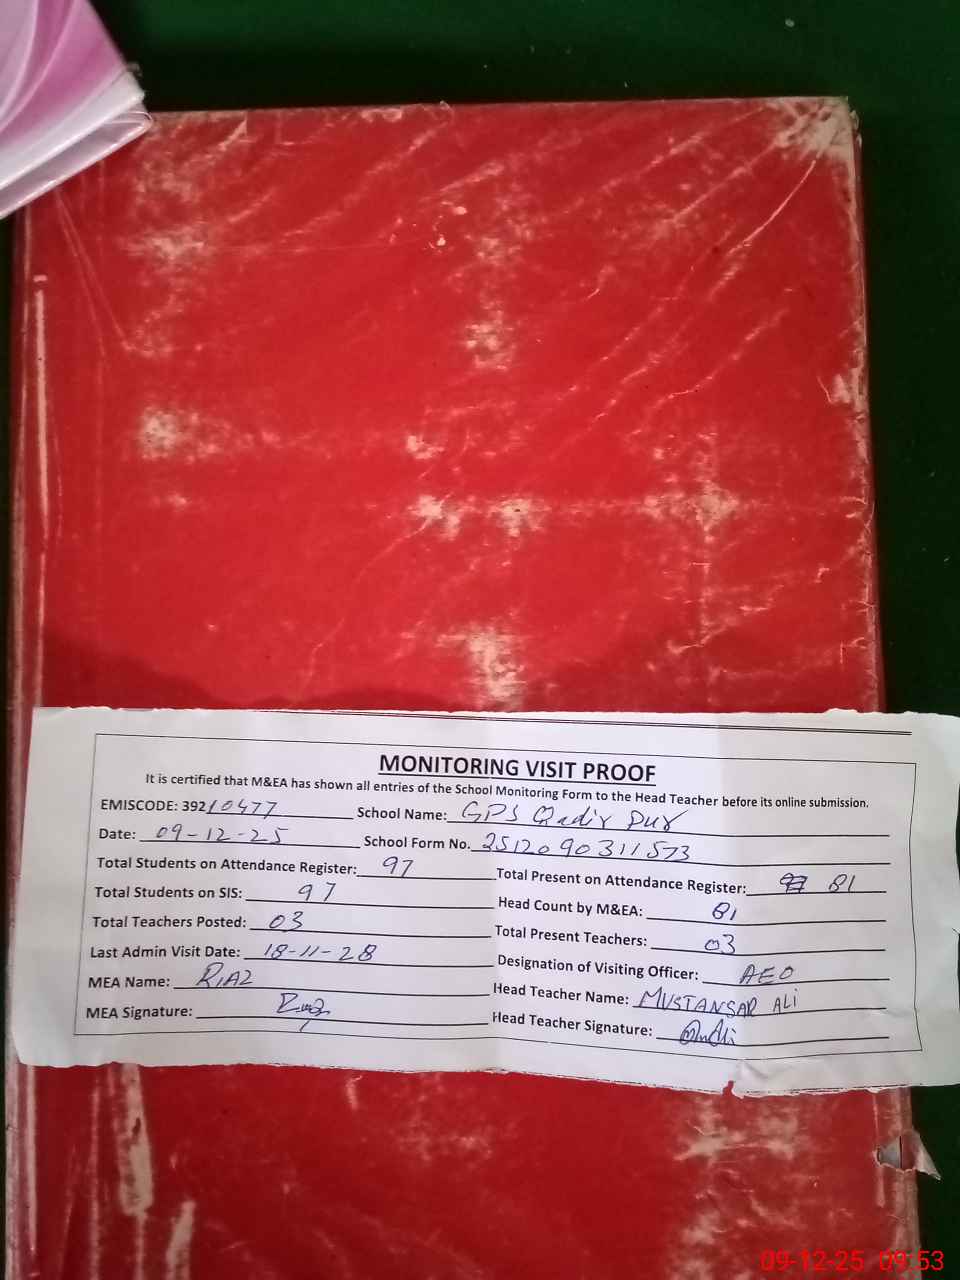 MONITORING VISIT PROOF
It is certified that M&EA has shown all entries of the School Monitoring Form to the Head Teacher before its online submission.
EMISCODE: 39210477 School Name: GPS Qadir pur
Date: 09-12-25 School Form No. 2512090311573
Total Students on Attendance Register: 97 Total Present on Attendance Register: 81
Total Students on SIS: 97 Head Count by M&EA: 81
Total Teachers Posted: 03 Total Present Teachers: 03
Last Admin Visit Date: 18-11-28 Designation of Visiting Officer: AEO
MEA Name: RIAZ Head Teacher Name: MUSTANSAR ALi
MEA Signature: Head Teacher Signature:
09-12-25 09:53